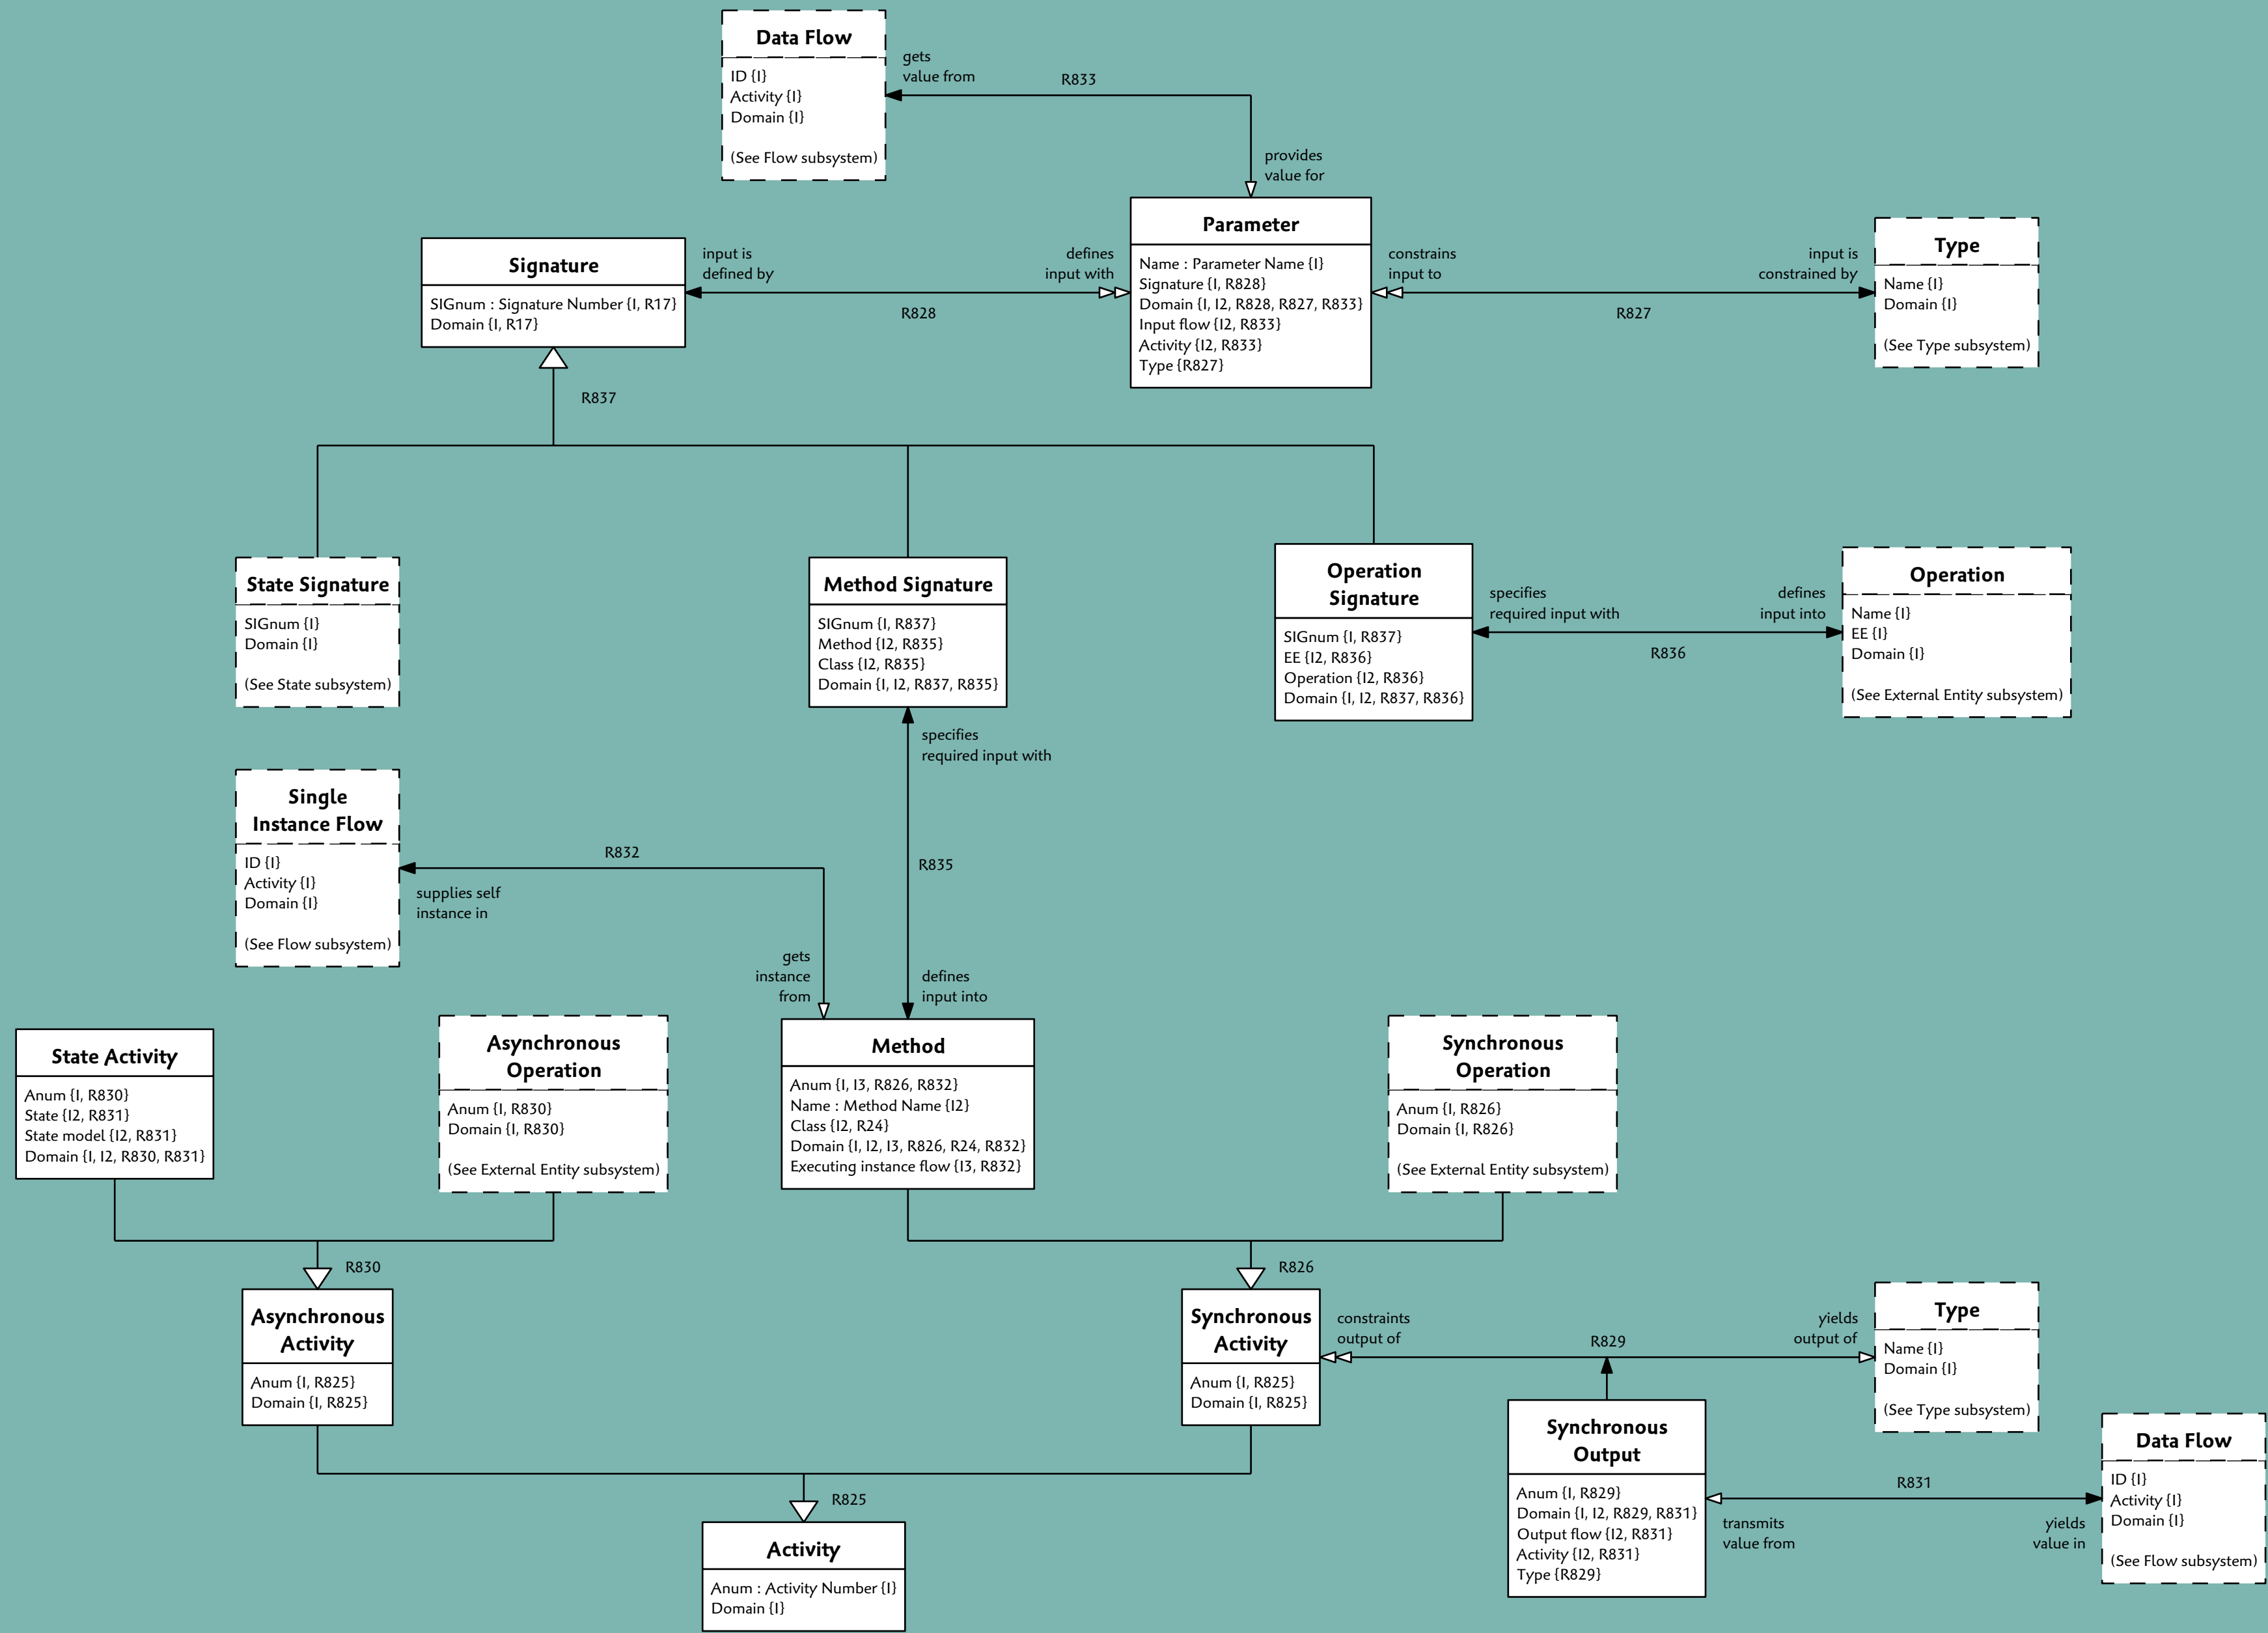 Data Flow
ID {I}
Activity {I}
Domain {I}
(See Flow subsystem)
gets
value from
R833
provides
value for
Signature
SIGnum : Signature Number {I, R17}
Domain {I, R17}
input is
defined by
defines
input with
R828
Parameter
Name : Parameter Name {I}
Signature {I, R828}
Domain {I, I2, R828, R827, R833}
Input flow {I2, R833}
Activity {I2, R833}
Type {R827}
constrains
input to
input is
constrained by
R827
Type
Name {I}
Domain {I}
(See Type subsystem)
R837
State Signature
SIGnum {I}
Domain {I}
(See State subsystem)
Method Signature
SIGnum {I, R837}
Method {I2, R835}
Class {I2, R835}
Domain {I, I2, R837, R835}
Operation
Signature
SIGnum {I, R837}
EE {I2, R836}
Operation {I2, R836}
Domain {I, I2, R837, R836}
specifies
required input with
defines
input into
R836
Operation
Name {I}
EE {I}
Domain {I}
(See External Entity subsystem)
specifies
required input with
R835
defines
input into
Single
Instance Flow
ID {I}
Activity {I}
Domain {I}
(See Flow subsystem)
R832
supplies self
instance in
gets
instance
from
State Activity
Anum {I, R830}
State {I2, R831}
State model {I2, R831}
Domain {I, I2, R830, R831}
Asynchronous
Operation
Anum {I, R830}
Domain {I, R830}
(See External Entity subsystem)
Method
Anum {I, I3, R826, R832}
Name : Method Name {I2}
Class {I2, R24}
Domain {I, I2, I3, R826, R24, R832}
Executing instance flow {I3, R832}
Synchronous
Operation
Anum {I, R826}
Domain {I, R826}
(See External Entity subsystem)
R830
R826
Asynchronous
Activity
Anum {I, R825}
Domain {I, R825}
Synchronous
Activity
Anum {I, R825}
Domain {I, R825}
constraints
output of
R829
yields
output of
Type
Name {I}
Domain {I}
(See Type subsystem)
Synchronous
Output
Anum {I, R829}
Domain {I, I2, R829, R831}
Output flow {I2, R831}
Activity {I2, R831}
Type {R829}
R831
transmits
value from
yields
value in
Data Flow
ID {I}
Activity {I}
Domain {I}
(See Flow subsystem)
R825
Activity
Anum : Activity Number {I}
Domain {I}